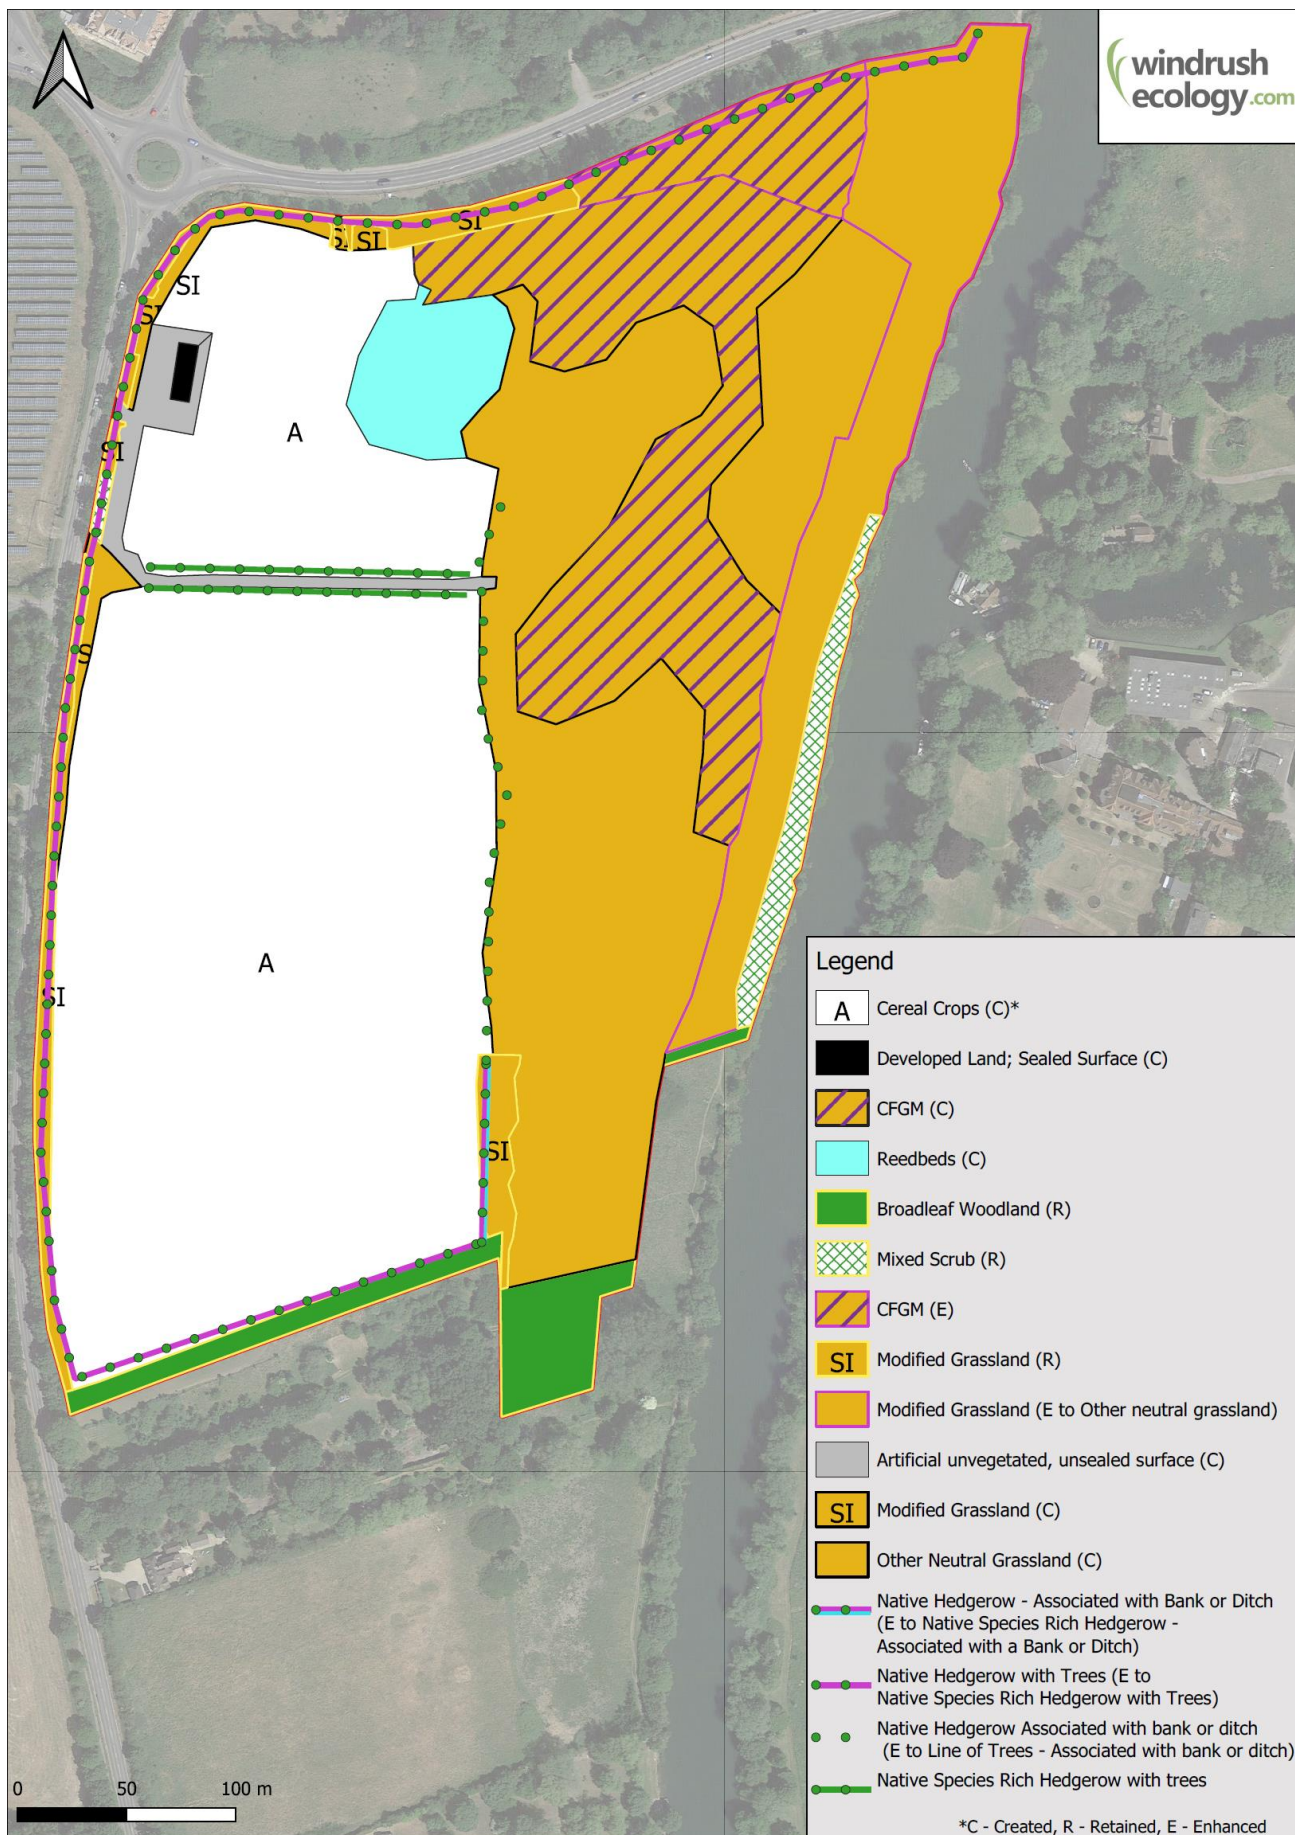 windrush
ecology.com
SI
SI
SI
SI
SI
A
SI
S
A
SI
SI
Legend
A Cereal Crops (C)*
Developed Land; Sealed Surface (C)
CFGM (C)
Reedbeds (C)
Broadleaf Woodland (R)
Mixed Scrub (R)
CFGM (E)
SI Modified Grassland (R)
Modified Grassland (E to Other neutral grassland)
Artificial unvegetated, unsealed surface (C)
SI Modified Grassland (C)
Other Neutral Grassland (C)
Native Hedgerow - Associated with Bank or Ditch
(E to Native Species Rich Hedgerow -
Associated with a Bank or Ditch)
Native Hedgerow with Trees (E to
Native Species Rich Hedgerow with Trees)
Native Hedgerow Associated with bank or ditch
(E to Line of Trees - Associated with bank or ditch)
Native Species Rich Hedgerow with trees
*C - Created, R - Retained, E - Enhanced
0 50 100 m